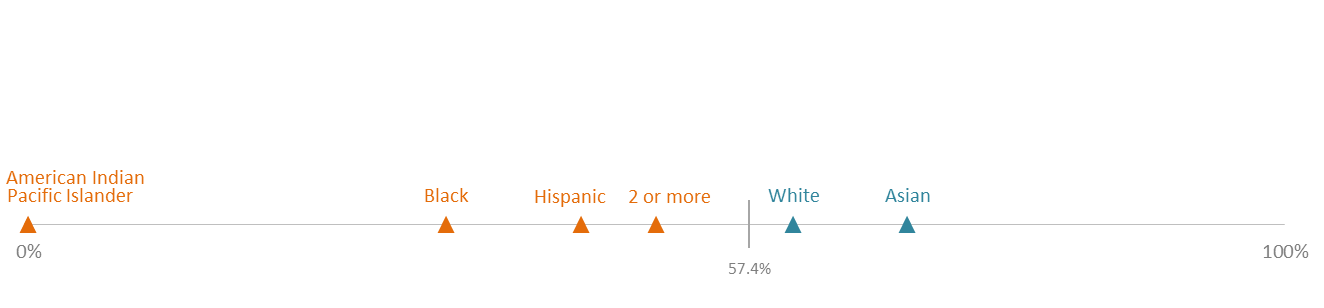 American Indian
Pacific Islander
Black
Hispanic
2 or more
White
Asian
0%
57.4%
100%